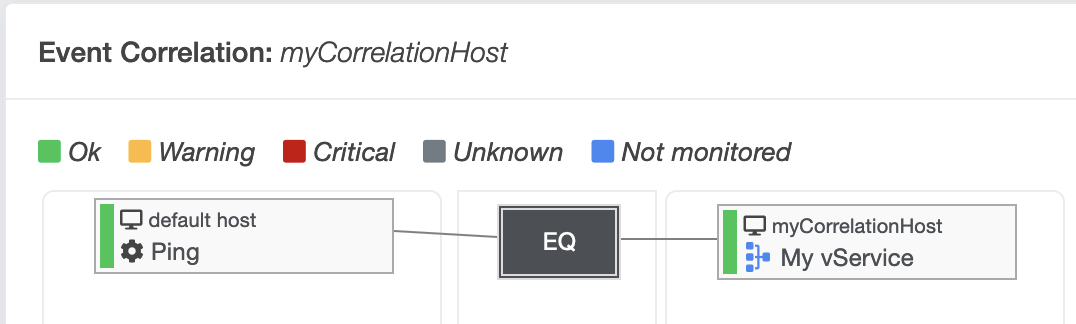 Event Correlation: myCorrelationHost
Ok Warning Critical Unknown Not monitored
default host
Ping
EQ
myCorrelationHost
My vService